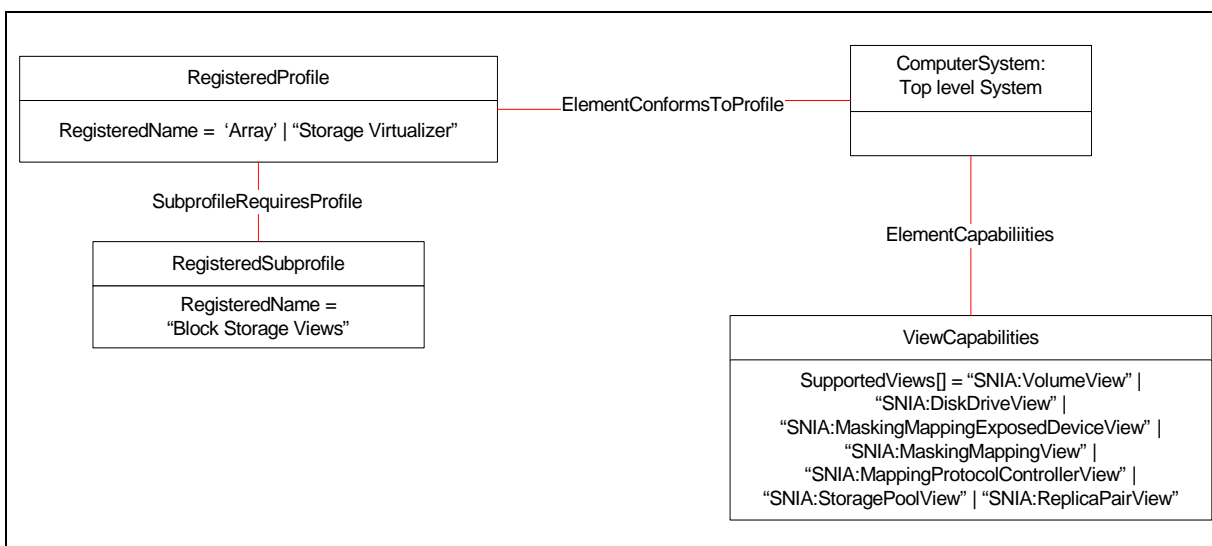 RegisteredProfile
RegisteredName =  ‘Array’ | “Storage Virtualizer”
ElementConformsToProfile
ComputerSystem:
Top level System
SubprofileRequiresProfile
RegisteredSubprofile
RegisteredName =
“Block Storage Views”
ElementCapabiliities
ViewCapabilities
SupportedViews[] = “SNIA:VolumeView” |
“SNIA:DiskDriveView” |
“SNIA:MaskingMappingExposedDeviceView” |
“SNIA:MaskingMappingView” |
“SNIA:MappingProtocolControllerView” |
“SNIA:StoragePoolView” | “SNIA:ReplicaPairView”